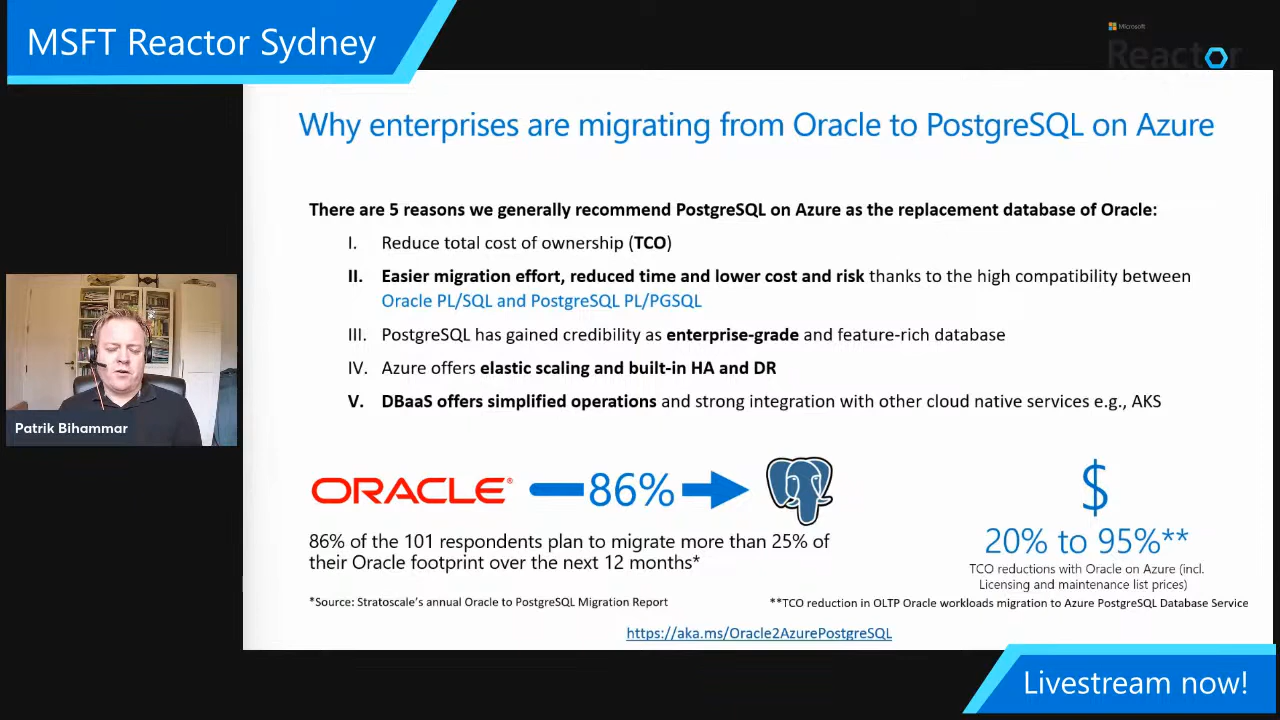 MSFT Reactor Sydney
Microsoft
Reactor
Why enterprises are migrating from Oracle to PostgreSQL on Azure
There are 5 reasons we generally recommend PostgreSQL on Azure as the replacement database of Oracle:
I. Reduce total cost of ownership (TCO)
II. Easier migration effort, reduced time and lower cost and risk thanks to the high compatibility between
Oracle PL/SQL and PostgreSQL PL/PGSQL
III. PostgreSQL has gained credibility as enterprise-grade and feature-rich database
IV. Azure offers elastic scaling and built-in HA and DR
V. DBaaS offers simplified operations and strong integration with other cloud native services e.g., AKS
Patrik Bihammar
ORACLE®
86%
86% of the 101 respondents plan to migrate more than 25% of
their Oracle footprint over the next 12 months*
*Source: Stratoscale's annual Oracle to PostgreSQL Migration Report
$
20% to 95%**
TCO reductions with Oracle on Azure (incl.
Licensing and maintenance list prices)
**TCO reduction in OLTP Oracle workloads migration to Azure PostgreSQL Database Service
https://aka.ms/Oracle2AzurePostgreSQL
Livestream now!